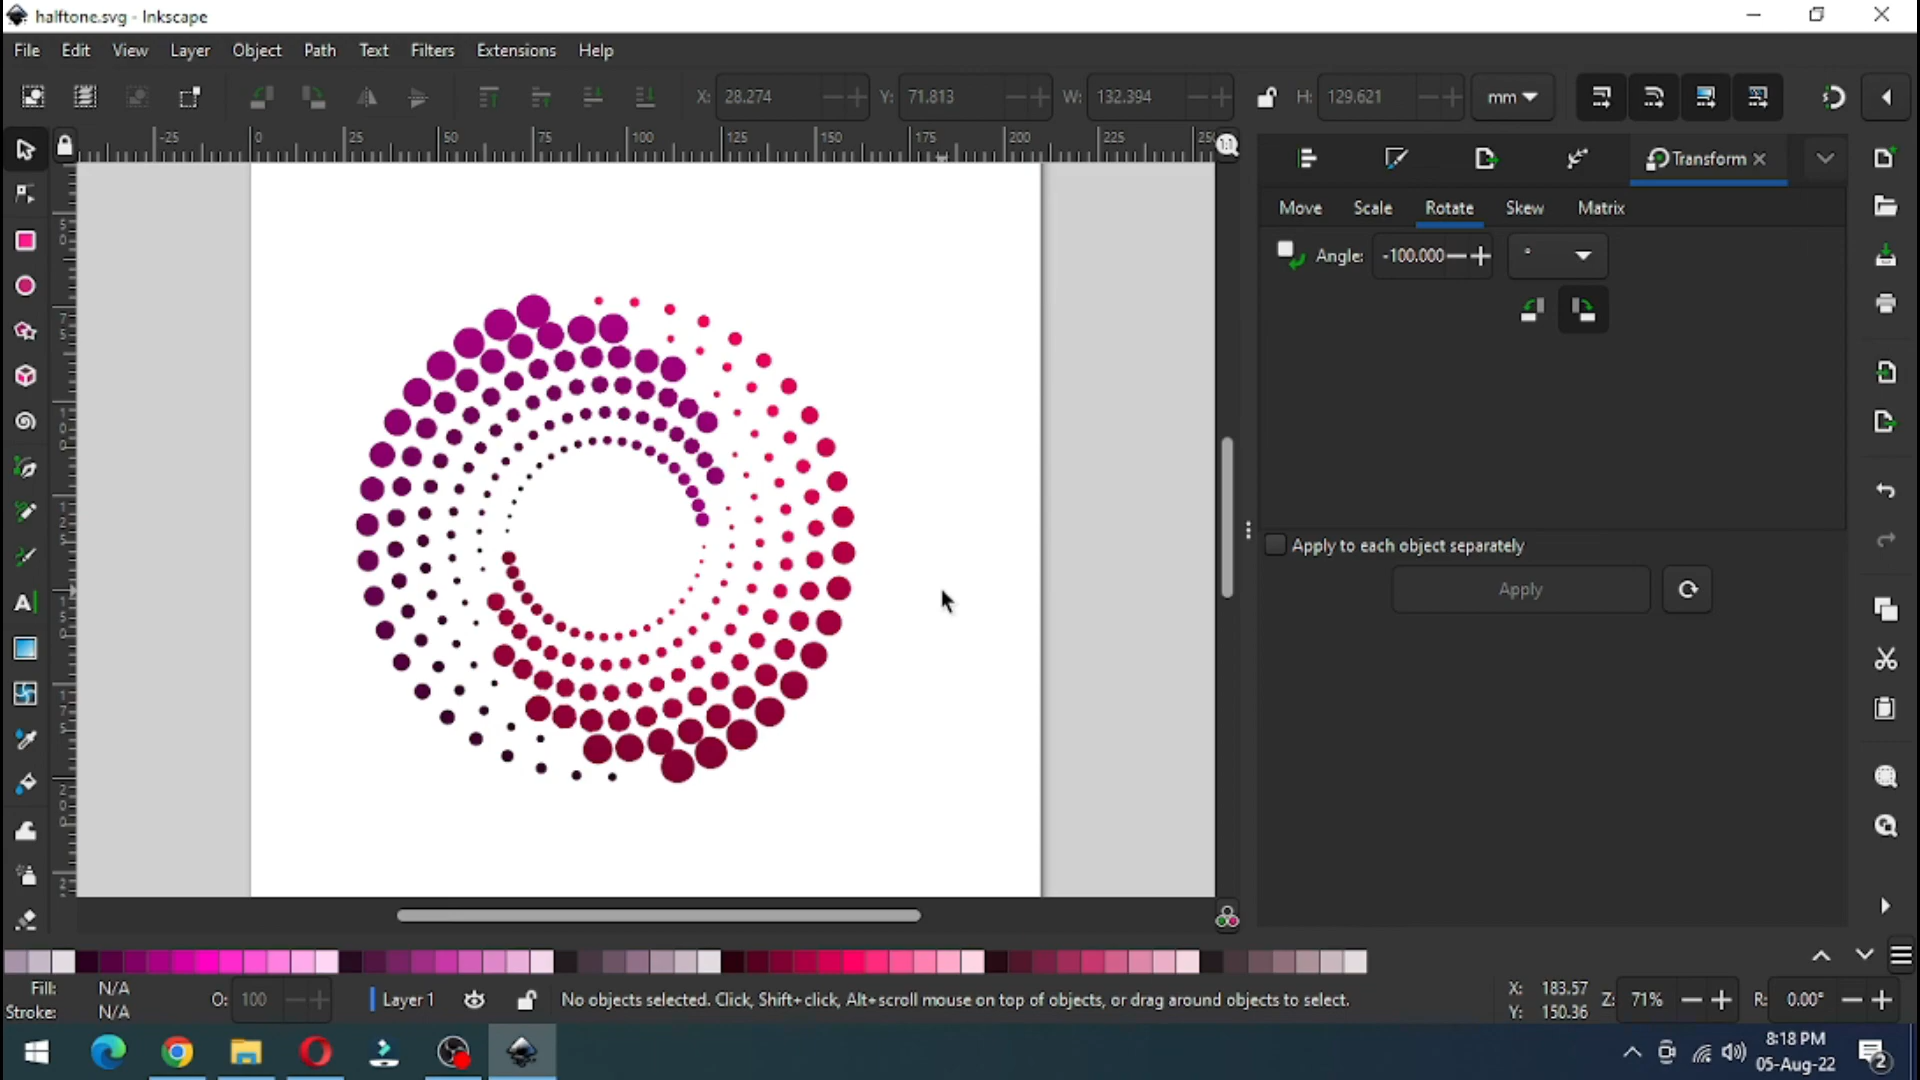 halftone.svg - Inkscape
File Edit View Layer Object Path Text Filters Extensions Help
X: 28.274 Y: 71.813 W: 132.394 H: 129.621 mm
-25 0 25 50 75 100 125 150 175 200 225 25
1:1
Transform
Move Scale Rotate Skew Matrix
Angle: -100.000 °
Apply to each object separately
Apply
A
Fill: N/A
Stroke: N/A
O: 100
Layer 1
No objects selected. Click, Shift+click, Alt+scroll mouse on top of objects, or drag around objects to select.
X: 183.57
Y: 150.36
Z: 71%
R: 0.00°
8:18 PM
05-Aug-22
2